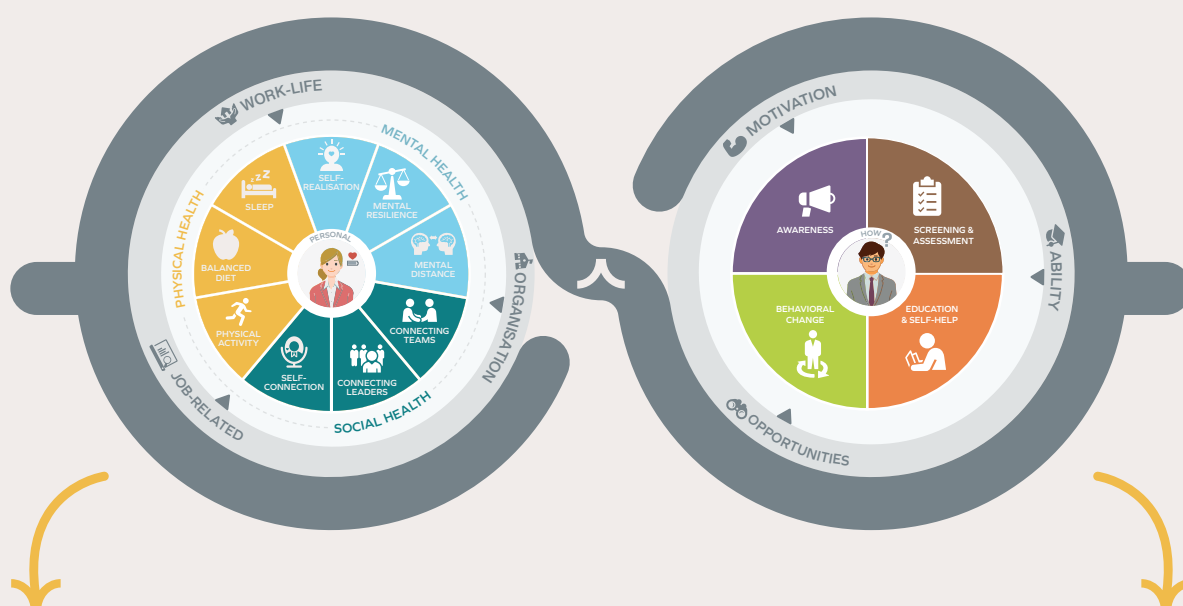 WORK-LIFE
MENTAL HEALTH
PHYSICAL HEALTH
ORGANISATION
JOB-RELATED
SOCIAL HEALTH
SELF-
REALISATION
MENTAL
RESILIENCE
MENTAL
DISTANCE
CONNECTING
TEAMS
CONNECTING
LEADERS
SELF-
CONNECTION
PHYSICAL
ACTIVITY
BALANCED
DIET
zzZ
SLEEP
PERSONAL
MOTIVATION
ABILITY
OPPORTUNITIES
AWARENESS
SCREENING &
ASSESSMENT
HOW?
BEHAVIORAL
CHANGE
EDUCATION
& SELF-HELP